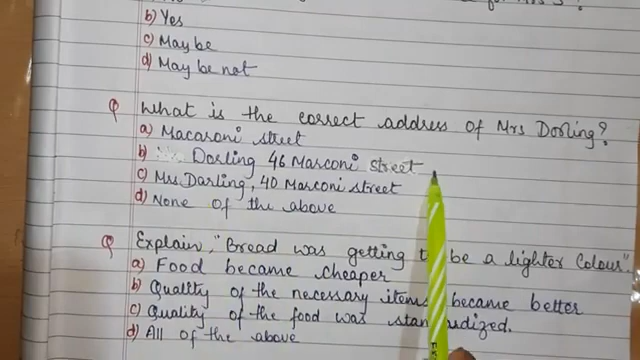 b) Yes
c) May be
d) May be not
Q What is the correct address of Mrs Dorling?
a) Macaroni street
b) Dorling 46 Marconi street
c) Mrs. Darling, 40 Marconi street
d) None of the above
Q Explain, "Bread was getting to be a lighter colour".
a) Food became cheaper
b) Quality of the necessary items became better
c) Quality of the food was standardized.
d) All of the above